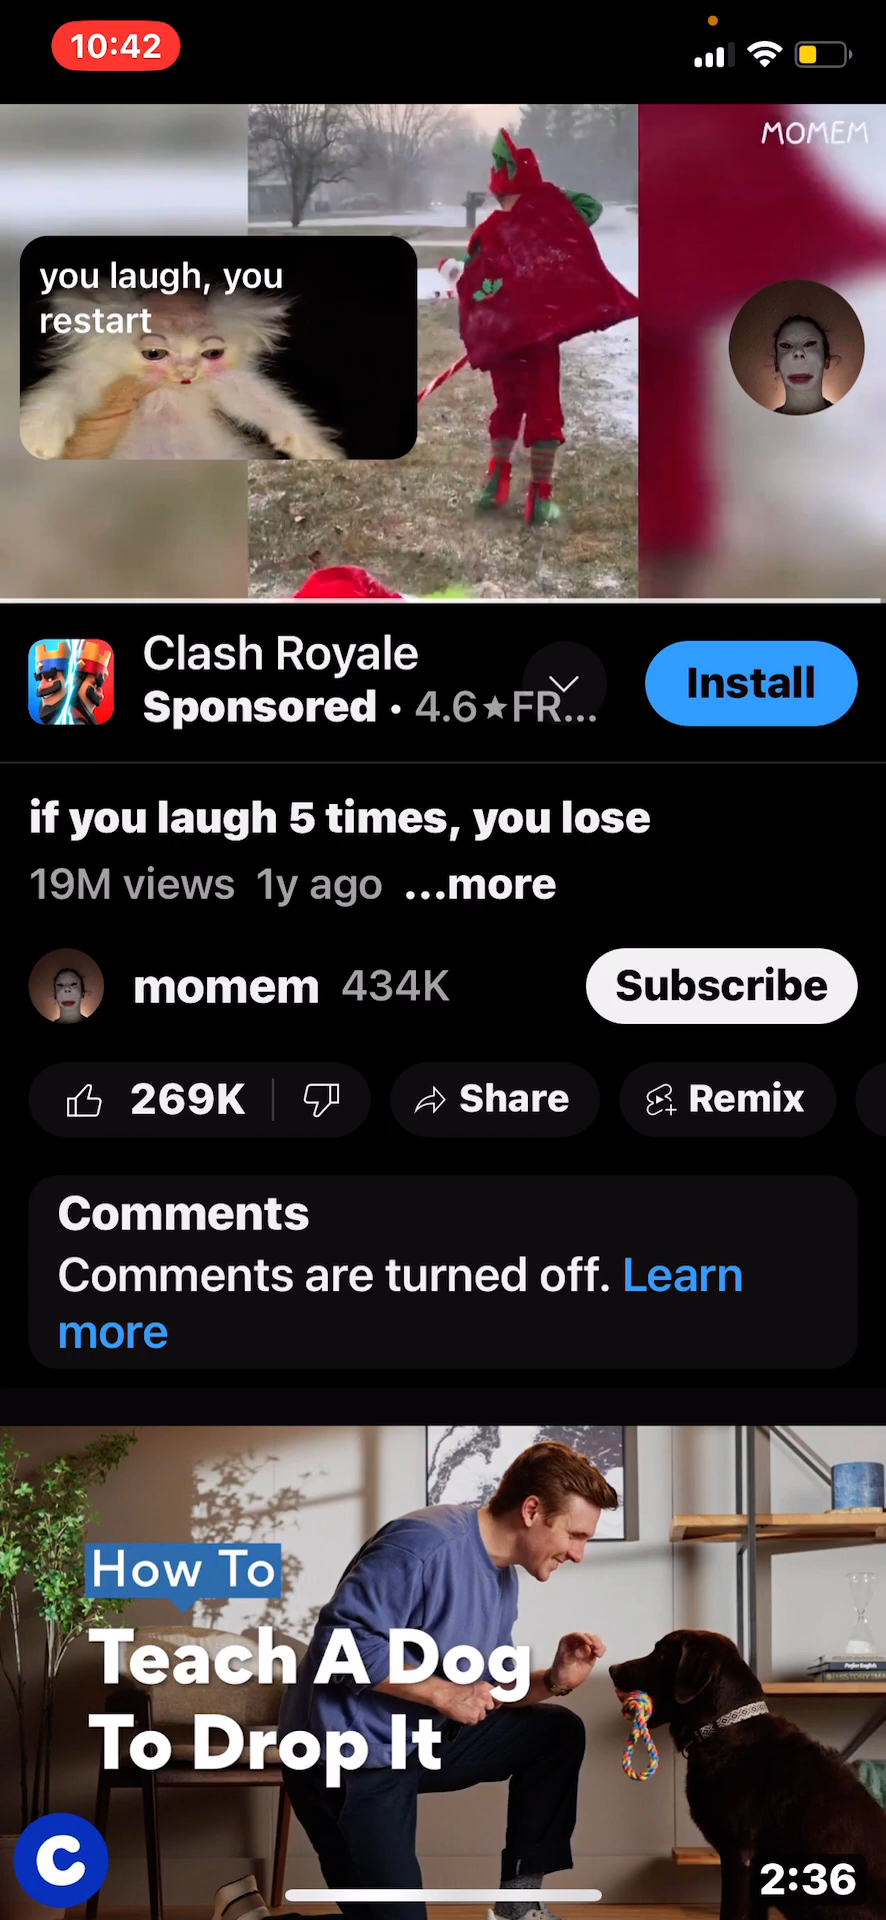 10:42
MOMEM
you laugh, you
restart
Clash Royale
Install
Sponsored • 4.6★FR...
if you laugh 5 times, you lose
19M views 1y ago ...more
momem 434K
Subscribe
269K
Share
Remix
Comments
Comments are turned off. Learn
more
How To
Teach A Dog
To Drop It
C
2:36